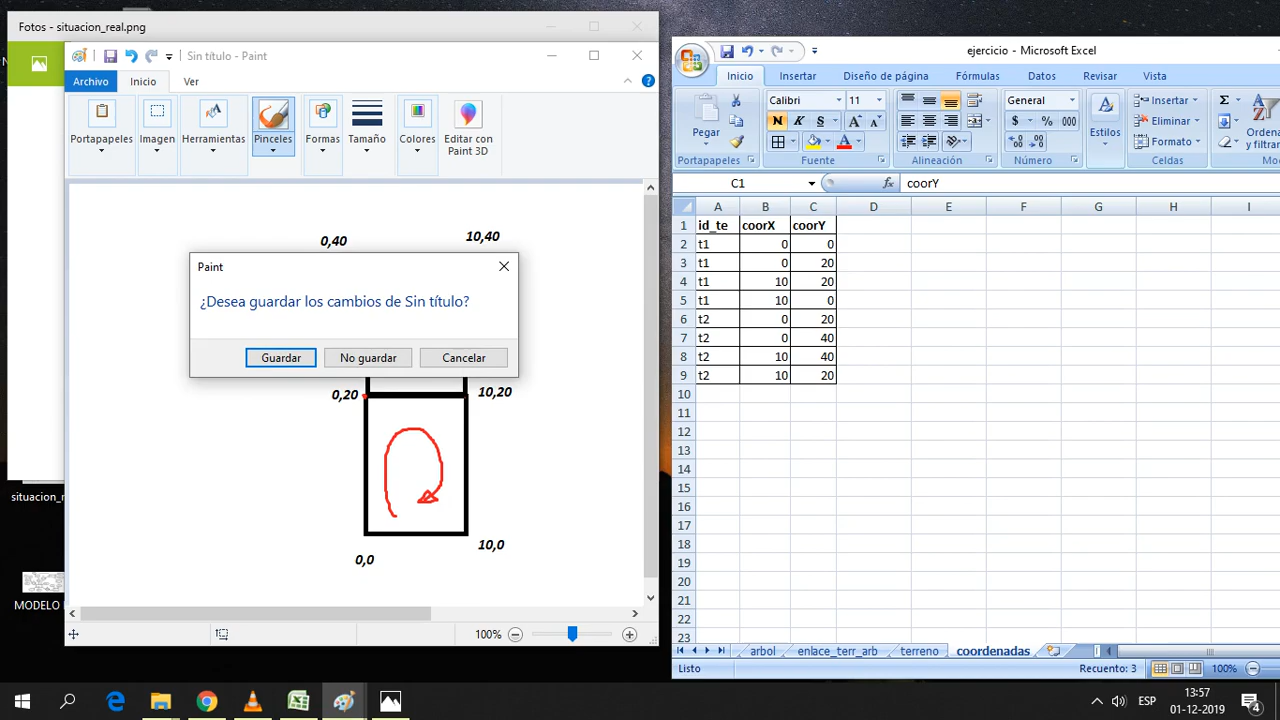 Fotos - situacion_real.png
Sin título - Paint
Archivo
Inicio
Ver
Portapapeles
Imagen
Herramientas
Pinceles
Formas
Tamaño
Colores
Editar con
Paint 3D
0,40
10,40
Paint
¿Desea guardar los cambios de Sin título?
Guardar
No guardar
Cancelar
0,20
10,20
10,0
0,0
100%
situacion_r
MODELO
ejercicio - Microsoft Excel
Inicio
Insertar
Diseño de página
Fórmulas
Datos
Vista
Pegar
Portapapeles
Calibri
11
N K S
Fuente
Alineación
General
% 000
Número
Insertar
Eliminar
Formato
Celdas
Σ
Orden
y filtrar
C1
fx
coorY
A B C D E F G H I
1 id_te coorX coorY
2 t1 0 0
3 t1 0 20
4 t1 10 20
5 t1 10 0
6 t2 0 20
7 t2 0 40
8 t2 10 40
9 t2 10 20
10
11
12
13
14
15
16
17
18
19
20
21
22
23
arbol
enlace_terr_arb
terreno
coordenadas
Listo
Recuento: 3
100%
ESP
13:57
01-12-2019
4